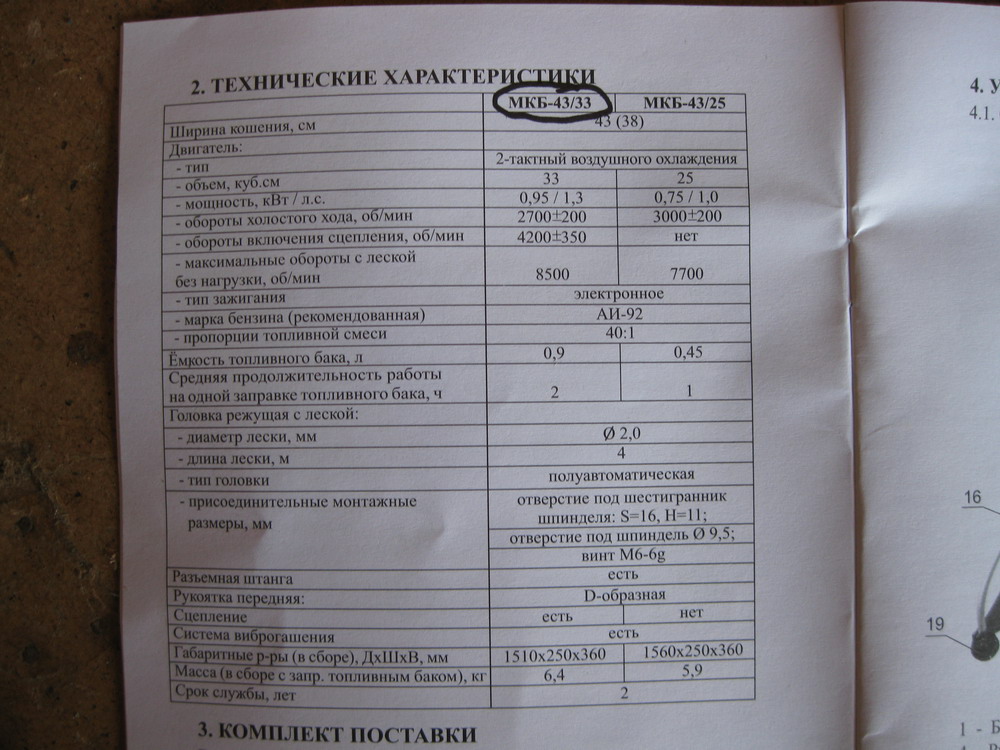 2. ТЕХНИЧЕСКИЕ ХАРАКТЕРИСТИКИ
МКБ-43/33 МКБ-43/25
Ширина кошения, см 43 (38)
Двигатель:
- тип 2-тактный воздушного охлаждения
- объем, куб.см 33 25
- мощность, кВт / л.с. 0,95 / 1,3 0,75 / 1,0
- обороты холостого хода, об/мин 2700±200 3000±200
- обороты включения сцепления, об/мин 4200±350 нет
- максимальные обороты с леской
без нагрузки, об/мин 8500 7700
- тип зажигания электронное
- марка бензина (рекомендованная) АИ-92
- пропорции топливной смеси 40:1
Ёмкость топливного бака, л 0,9 0,45
Средняя продолжительность работы
на одной заправке топливного бака, ч 2 1
Головка режущая с леской:
- диаметр лески, мм Ø 2,0
- длина лески, м 4
- тип головки полуавтоматическая
- присоединительные монтажные отверстие под шестигранник
размеры, мм шпинделя: S=16, H=11;
отверстие под шпиндель Ø 9,5;
винт М6-6g
Разъемная штанга есть
Рукоятка передняя: D-образная
Сцепление есть нет
Система виброгашения есть
Габаритные р-ры (в сборе), ДхШхВ, мм 1510х250х360 1560х250х360
Масса (в сборе с запр. топливным баком), кг 6,4 5,9
Срок службы, лет 2
3. КОМПЛЕКТ ПОСТАВКИ
4. У
4.1.
16
19
1 - Б